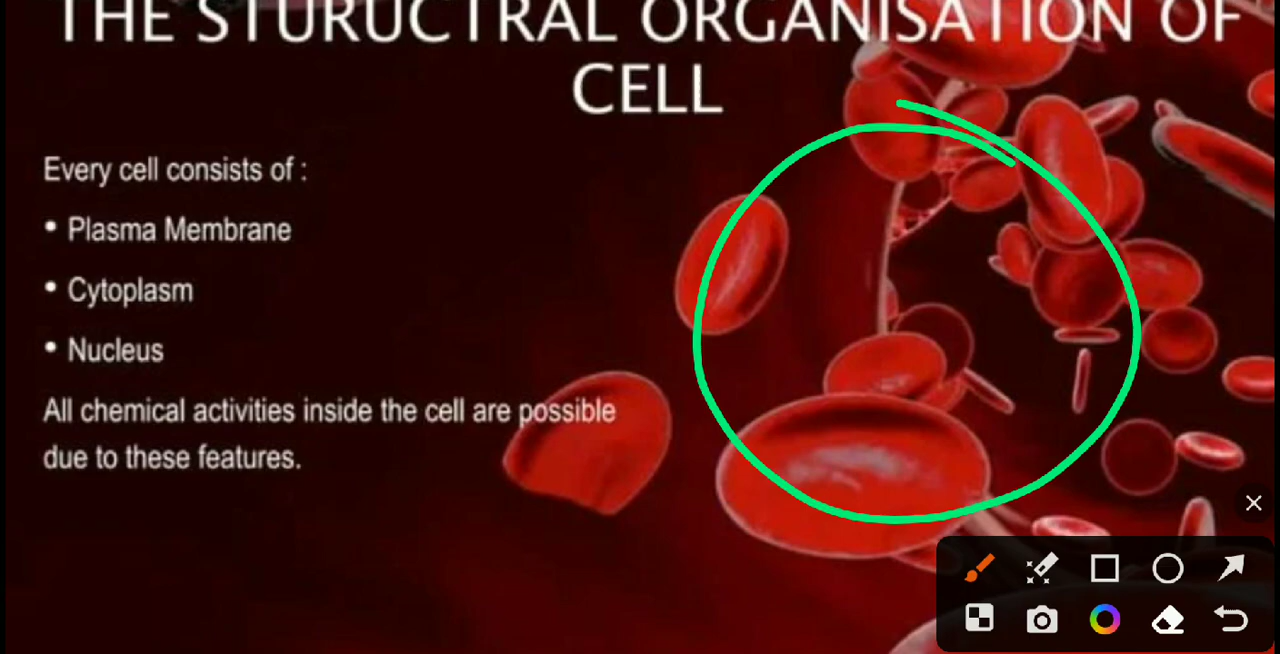 THE STURUCTRAL ORGANISATION OF
CELL
Every cell consists of :
• Plasma Membrane
• Cytoplasm
• Nucleus
All chemical activities inside the cell are possible
due to these features.